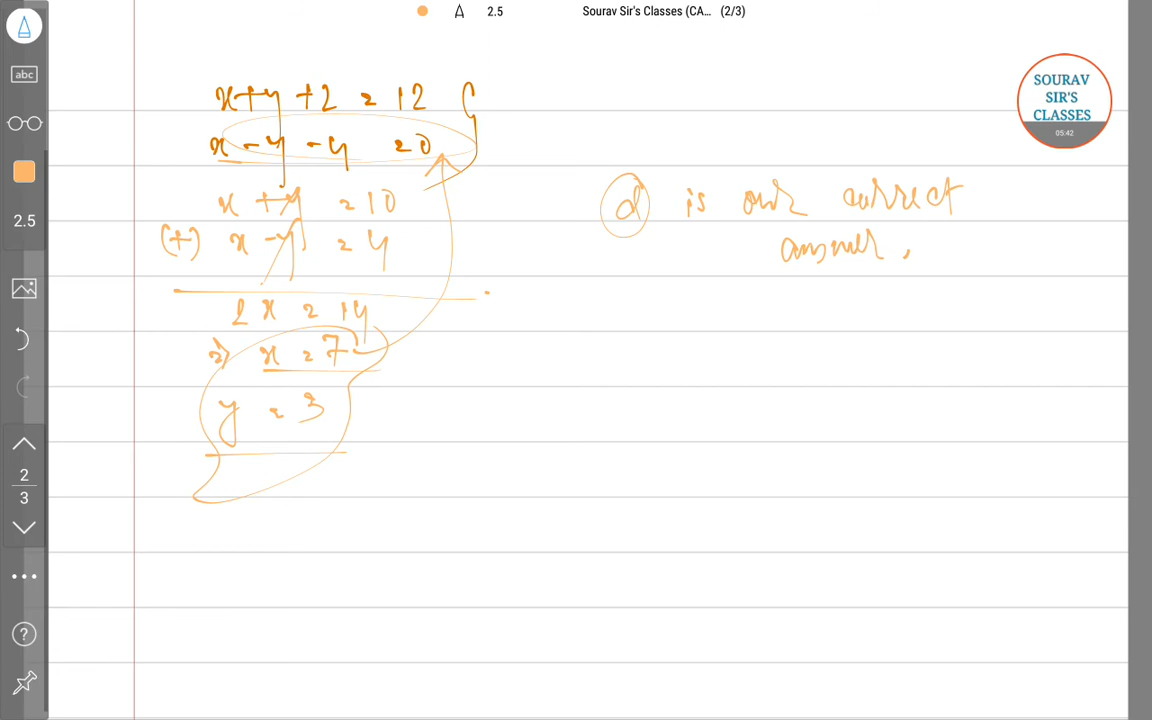 2.5
Sourav Sir's Classes (CA... (2/3)
abc
2.5
2
3
?
SOURAV
SIR'S
CLASSES
05:42
x + y + 2 = 12
x - y - 4 = 0
x + y = 10
(+) x - y = 4
2x = 14
⇒ x = 7
y = 3
d is our correct
answer.